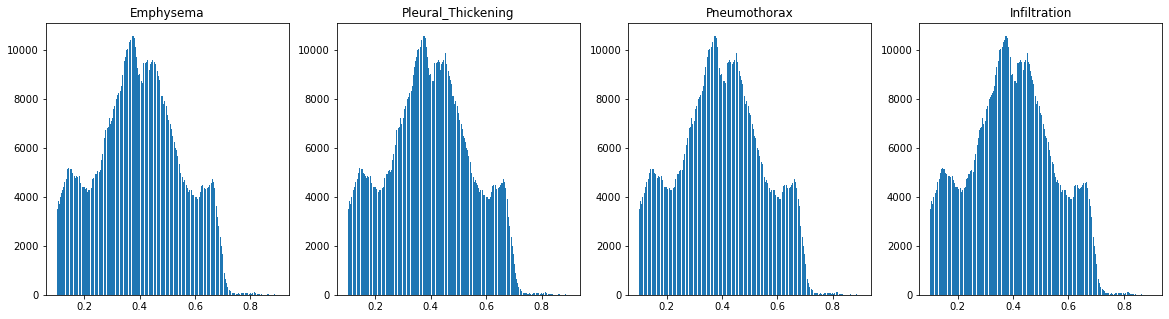 Emphysema Pleural_Thickening Pneumothorax Infiltration
10000 10000 10000 10000
8000 8000 8000 8000
6000 6000 6000 6000
4000 4000 4000 4000
2000 2000 2000 2000
0 0 0 0
0.2 0.4 0.6 0.8 0.2 0.4 0.6 0.8 0.2 0.4 0.6 0.8 0.2 0.4 0.6 0.8